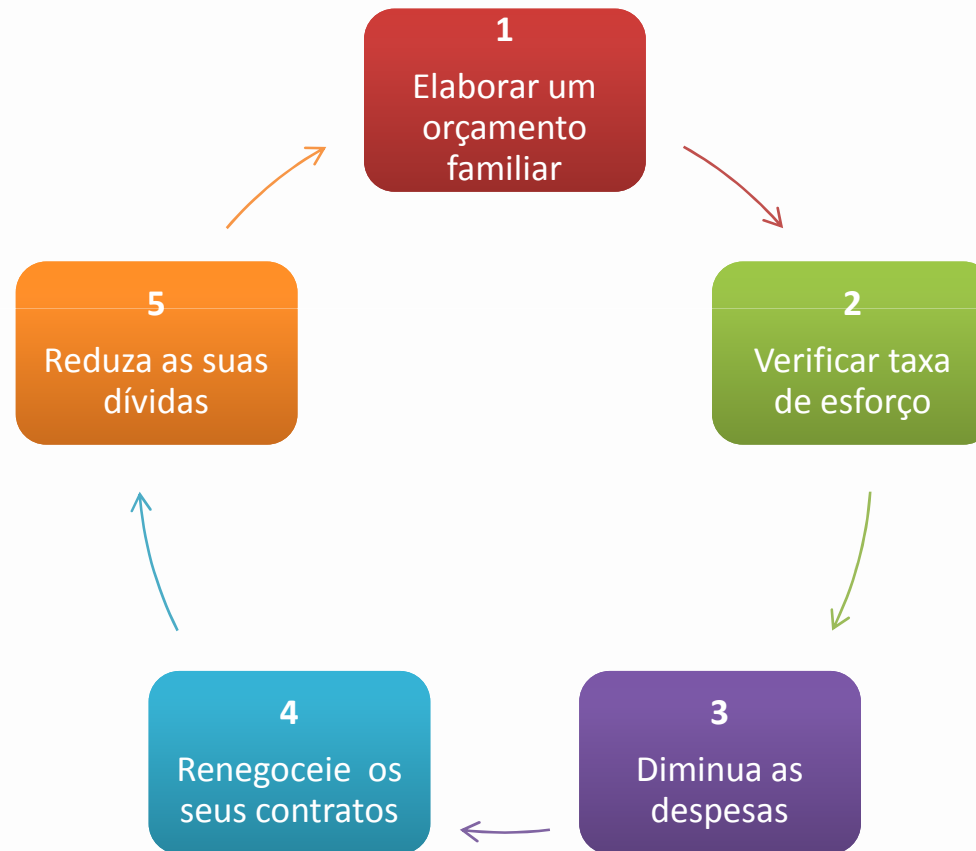 1
Elaborar um
orçamento
familiar
2
Verificar taxa
de esforço
3
Diminua as
despesas
4
Renegoceie  os
seus contratos
5
Reduza as suas
dívidas